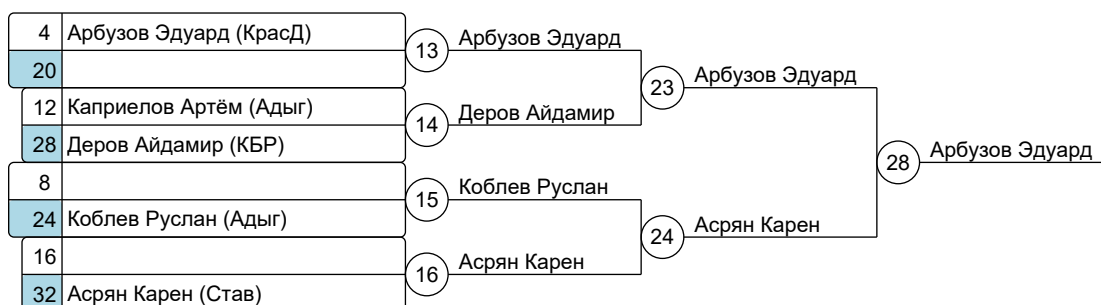 4 Арбузов Эдуард (КрасД)
20
12 Каприелов Артём (Адыг)
28 Деров Айдамир (КБР)
8
24 Коблев Руслан (Адыг)
16
32 Асрян Карен (Став)
13 Арбузов Эдуард
14 Деров Айдамир
15 Коблев Руслан
16 Асрян Карен
23 Арбузов Эдуард
24 Асрян Карен
28 Арбузов Эдуард